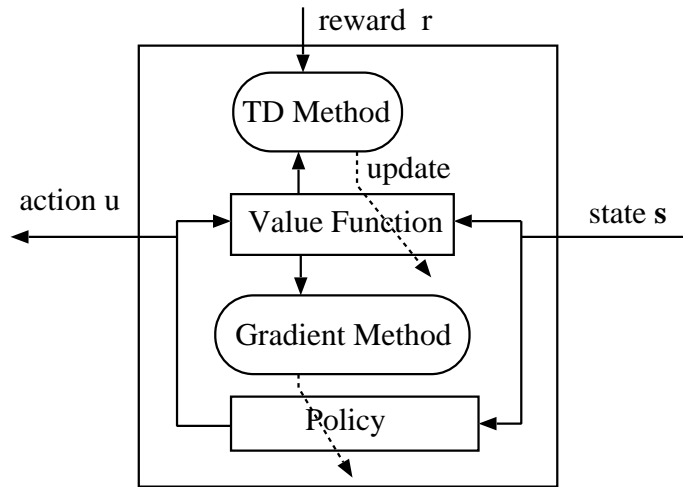 reward r
TD Method
update
action u
Value Function
state s
Gradient Method
Policy